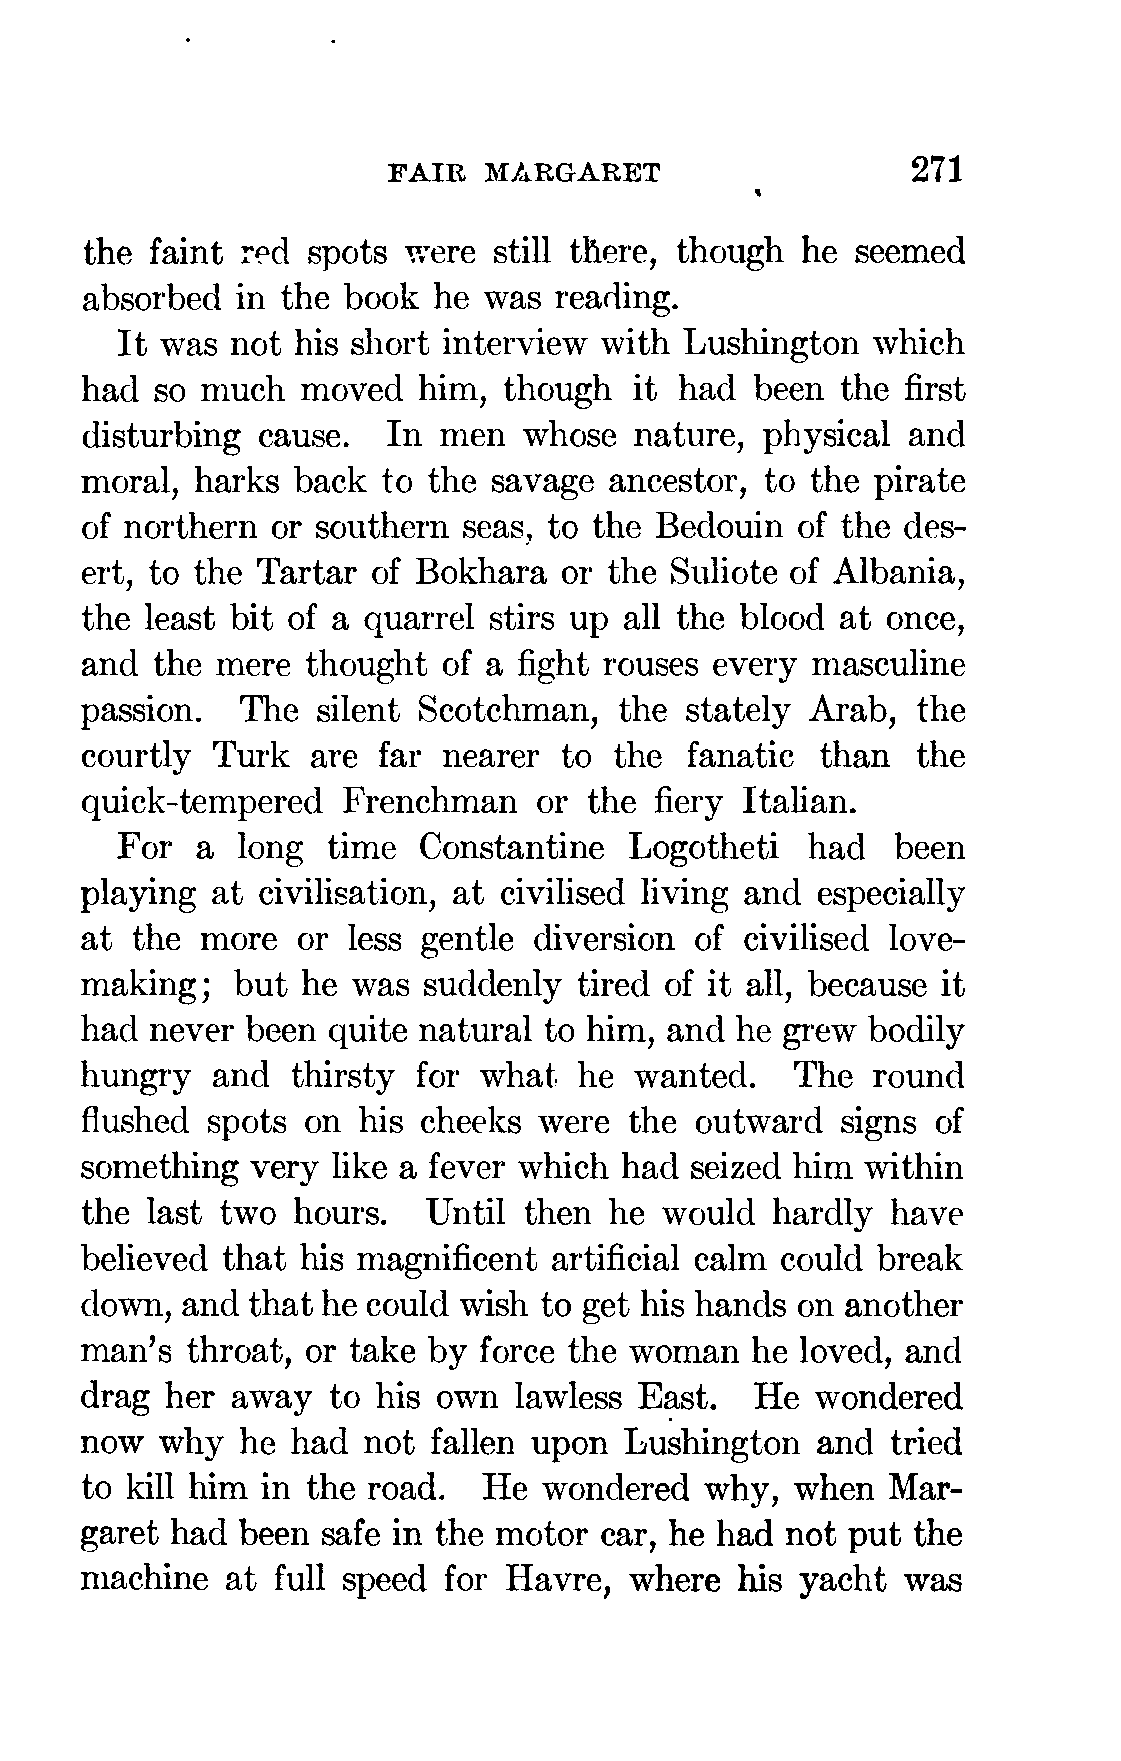 FAIR MARGARET 271
the faint red spots were still there, though he seemed
absorbed in the book he was reading.
It was not his short interview with Lushington which
had so much moved him, though it had been the first
disturbing cause. In men whose nature, physical and
moral, harks back to the savage ancestor, to the pirate
of northern or southern seas, to the Bedouin of the des-
ert, to the Tartar of Bokhara or the Suliote of Albania,
the least bit of a quarrel stirs up all the blood at once,
and the mere thought of a fight rouses every masculine
passion. The silent Scotchman, the stately Arab, the
courtly Turk are far nearer to the fanatic than the
quick-tempered Frenchman or the fiery Italian.
For a long time Constantine Logotheti had been
playing at civilisation, at civilised living and especially
at the more or less gentle diversion of civilised love-
making; but he was suddenly tired of it all, because it
had never been quite natural to him, and he grew bodily
hungry and thirsty for what he wanted. The round
flushed spots on his cheeks were the outward signs of
something very like a fever which had seized him within
the last two hours. Until then he would hardly have
believed that his magnificent artificial calm could break
down, and that he could wish to get his hands on another
man's throat, or take by force the woman he loved, and
drag her away to his own lawless East. He wondered
now why he had not fallen upon Lushington and tried
to kill him in the road. He wondered why, when Mar-
garet had been safe in the motor car, he had not put the
machine at full speed for Havre, where his yacht was